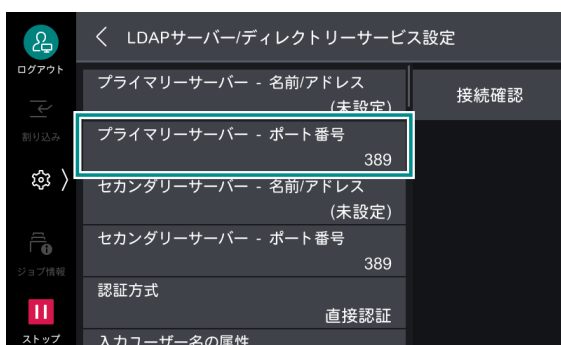 LDAPサーバー/ディレクトリーサービス設定
ログアウト
割り込み
ジョブ情報
ストップ
プライマリーサーバー - 名前/アドレス
(未設定)
プライマリーサーバー - ポート番号
389
セカンダリーサーバー - 名前/アドレス
(未設定)
セカンダリーサーバー - ポート番号
389
認証方式
直接認証
入力ユーザー名の属性
接続確認